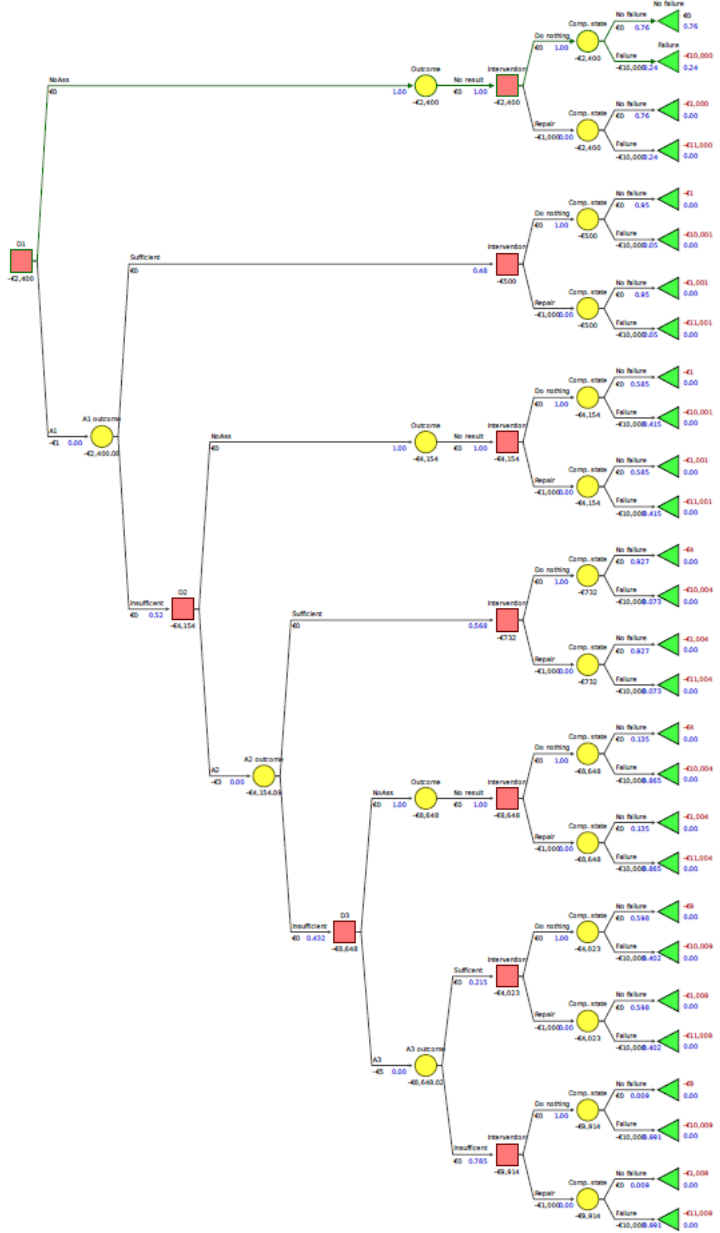 No failure
No failure €0
€0 0.76 0.76
Do nothing Comp. state
€0 1.00 -€2,400
Failure
Failure -€10,000
-€10,000 0.24 0.24
NoAss Outcome No result Intervention
€0 1.00 -€2,400 €0 1.00 -€2,400
No failure -€1,000
€0 0.76 0.00
Repair Comp. state
-€1,000 0.00 -€2,400
Failure -€11,000
-€10,000 0.24 0.00
D1
-€2,400
No failure -€1
€0 0.95 0.00
Do nothing Comp. state
€0 1.00 -€500
Failure -€10,001
-€10,000 0.05 0.00
Sufficient Intervention
€0 0.48 -€500
No failure -€1,001
€0 0.95 0.00
Repair Comp. state
-€1,000 0.00 -€500
Failure -€11,001
-€10,000 0.05 0.00
A1 A1 outcome
-€1 0.00 -€2,400.00
No failure -€1
€0 0.585 0.00
Do nothing Comp. state
€0 1.00 -€4,154
Failure -€10,001
-€10,000 0.415 0.00
NoAss Outcome No result Intervention
€0 1.00 -€4,154 €0 1.00 -€4,154
No failure -€1,001
€0 0.585 0.00
Repair Comp. state
-€1,000 0.00 -€4,154
Failure -€11,001
-€10,000 0.415 0.00
Insufficent D2
€0 0.52 -€4,154
No failure -€4
€0 0.927 0.00
Do nothing Comp. state
€0 1.00 -€732
Failure -€10,004
-€10,000 0.073 0.00
Sufficient Intervention
€0 0.568 -€732
No failure -€1,004
€0 0.927 0.00
Repair Comp. state
-€1,000 0.00 -€732
Failure -€11,004
-€10,000 0.073 0.00
A2 A2 outcome
-€3 0.00 -€4,154.09
No failure -€4
€0 0.135 0.00
Do nothing Comp. state
€0 1.00 -€8,648
Failure -€10,004
-€10,000 0.865 0.00
NoAss Outcome No result Intervention
€0 1.00 -€8,648 €0 1.00 -€8,648
No failure -€1,004
€0 0.135 0.00
Repair Comp. state
-€1,000 0.00 -€8,648
Failure -€11,004
-€10,000 0.865 0.00
Insufficient D3
€0 0.432 -€8,648
No failure -€9
€0 0.598 0.00
Do nothing Comp. state
€0 1.00 -€4,023
Failure -€10,009
-€10,000 0.402 0.00
Sufficent Intervention
€0 0.215 -€4,023
No failure -€1,009
€0 0.598 0.00
Repair Comp. state
-€1,000 0.00 -€4,023
Failure -€11,009
-€10,000 0.402 0.00
A3 A3 outcome
-€5 0.00 -€8,648.02
No failure -€9
€0 0.009 0.00
Do nothing Comp. state
€0 1.00 -€9,914
Failure -€10,009
-€10,000 0.991 0.00
Insufficient Intervention
€0 0.785 -€9,914
No failure -€1,009
€0 0.009 0.00
Repair Comp. state
-€1,000 0.00 -€9,914
Failure -€11,009
-€10,000 0.991 0.00